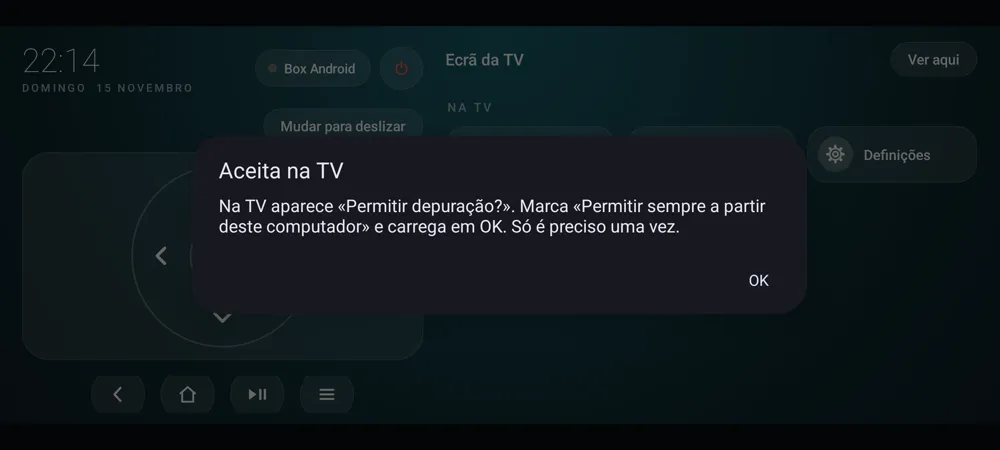 22:14
DOMINGO 15 NOVEMBRO
Box Android
Ecrã da TV
Ver aqui
NA TV
Mudar para deslizar
Definições
Aceita na TV
Na TV aparece «Permitir depuração?». Marca «Permitir sempre a partir
deste computador» e carrega em OK. Só é preciso uma vez.
OK